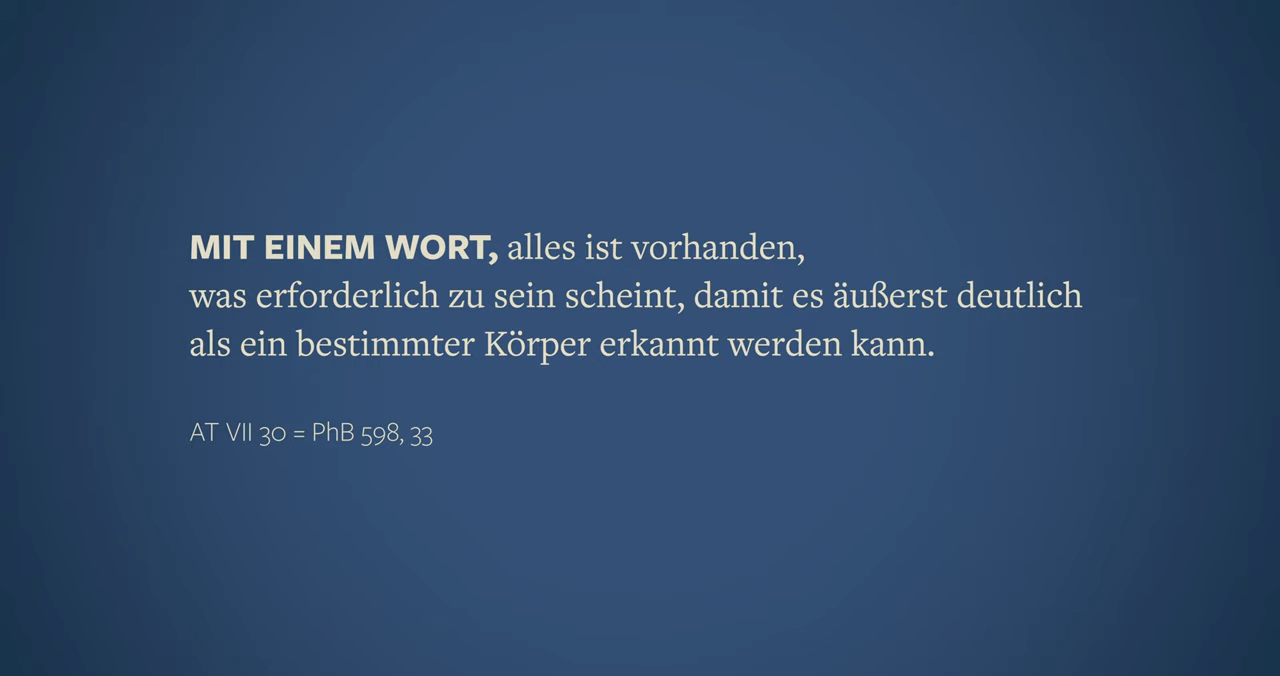 MIT EINEM WORT, alles ist vorhanden,
was erforderlich zu sein scheint, damit es äußerst deutlich
als ein bestimmter Körper erkannt werden kann.
AT VII 30 = PhB 598, 33